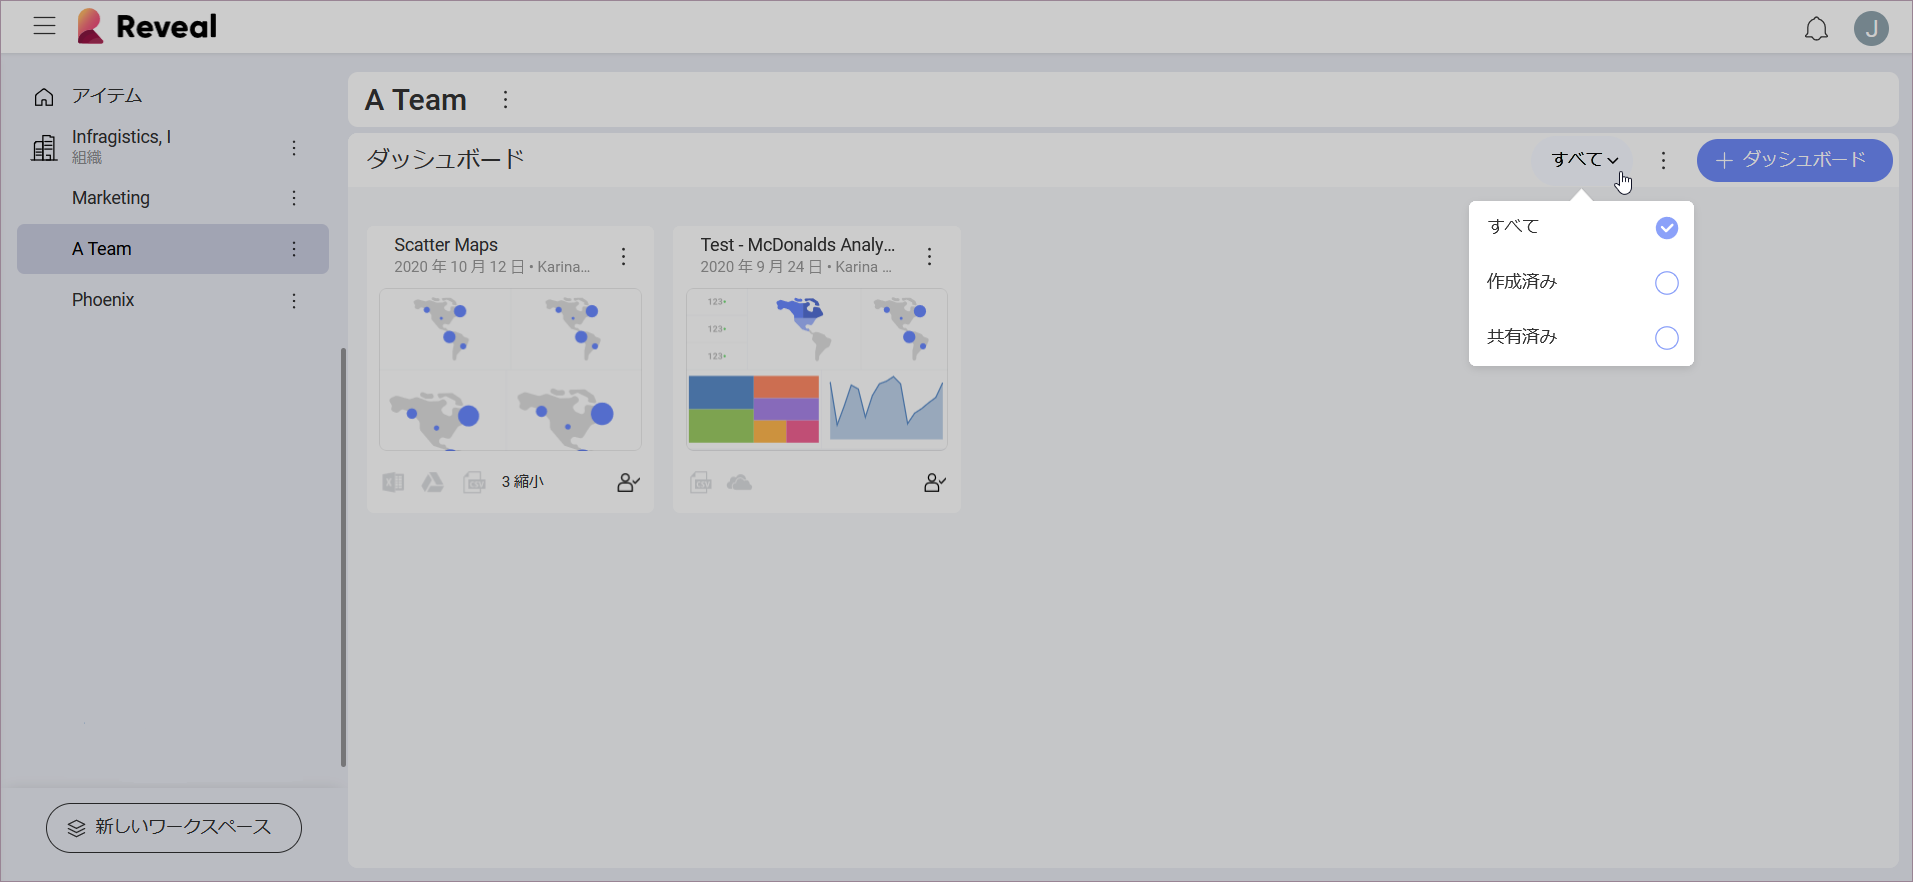 Reveal
J
アイテム
Infragistics, I
組織
Marketing
A Team
Phoenix
新しいワークスペース
A Team
ダッシュボード
すべて
ダッシュボード
すべて
作成済み
共有済み
Scatter Maps
2020 年 10 月 12 日 • Karina...
3 縮小
Test - McDonalds Analy...
2020 年 9 月 24 日 • Karina ...
123
123
123
CSV
CSV